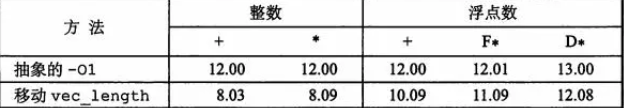 方 法 整数 浮点数
+ * + F* D*
抽象的 -O1 12.00 12.00 12.00 12.01 13.00
移动 vec_length 8.03 8.09 10.09 11.09 12.08